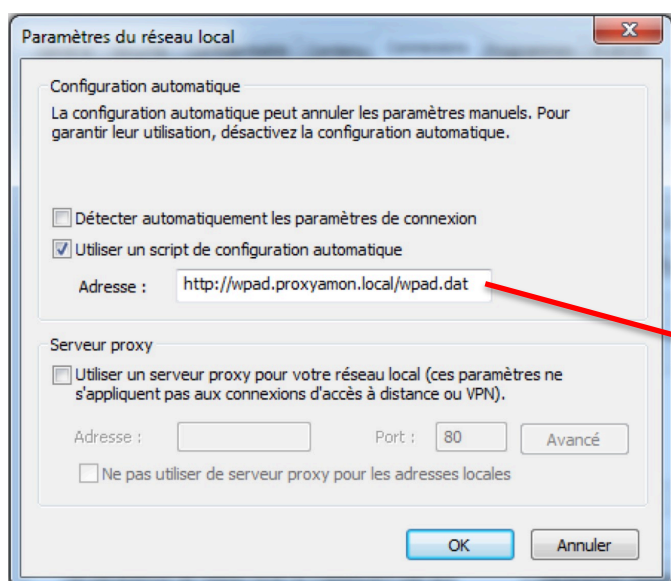 Paramètres du réseau local
Configuration automatique
La configuration automatique peut annuler les paramètres manuels. Pour
garantir leur utilisation, désactivez la configuration automatique.
Détecter automatiquement les paramètres de connexion
Utiliser un script de configuration automatique
Adresse : http://wpad.proxyamon.local/wpad.dat
Serveur proxy
Utiliser un serveur proxy pour votre réseau local (ces paramètres ne
s'appliquent pas aux connexions d'accès à distance ou VPN).
Adresse : Port : 80 Avancé
Ne pas utiliser de serveur proxy pour les adresses locales
OK Annuler